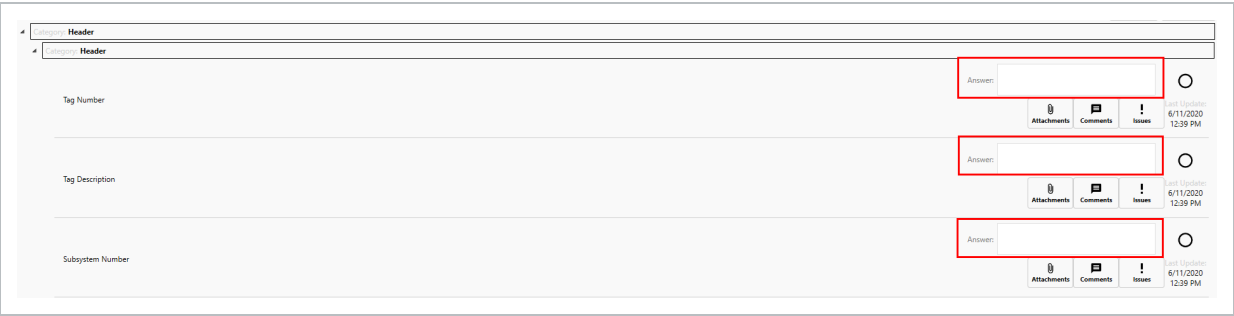 Category: Header
Category: Header
Answer:
Tag Number
Attachments Comments Issues
Last Update:
6/11/2020
12:39 PM
Answer:
Tag Description
Attachments Comments Issues
Last Update:
6/11/2020
12:39 PM
Answer:
Subsystem Number
Attachments Comments Issues
Last Update:
6/11/2020
12:39 PM